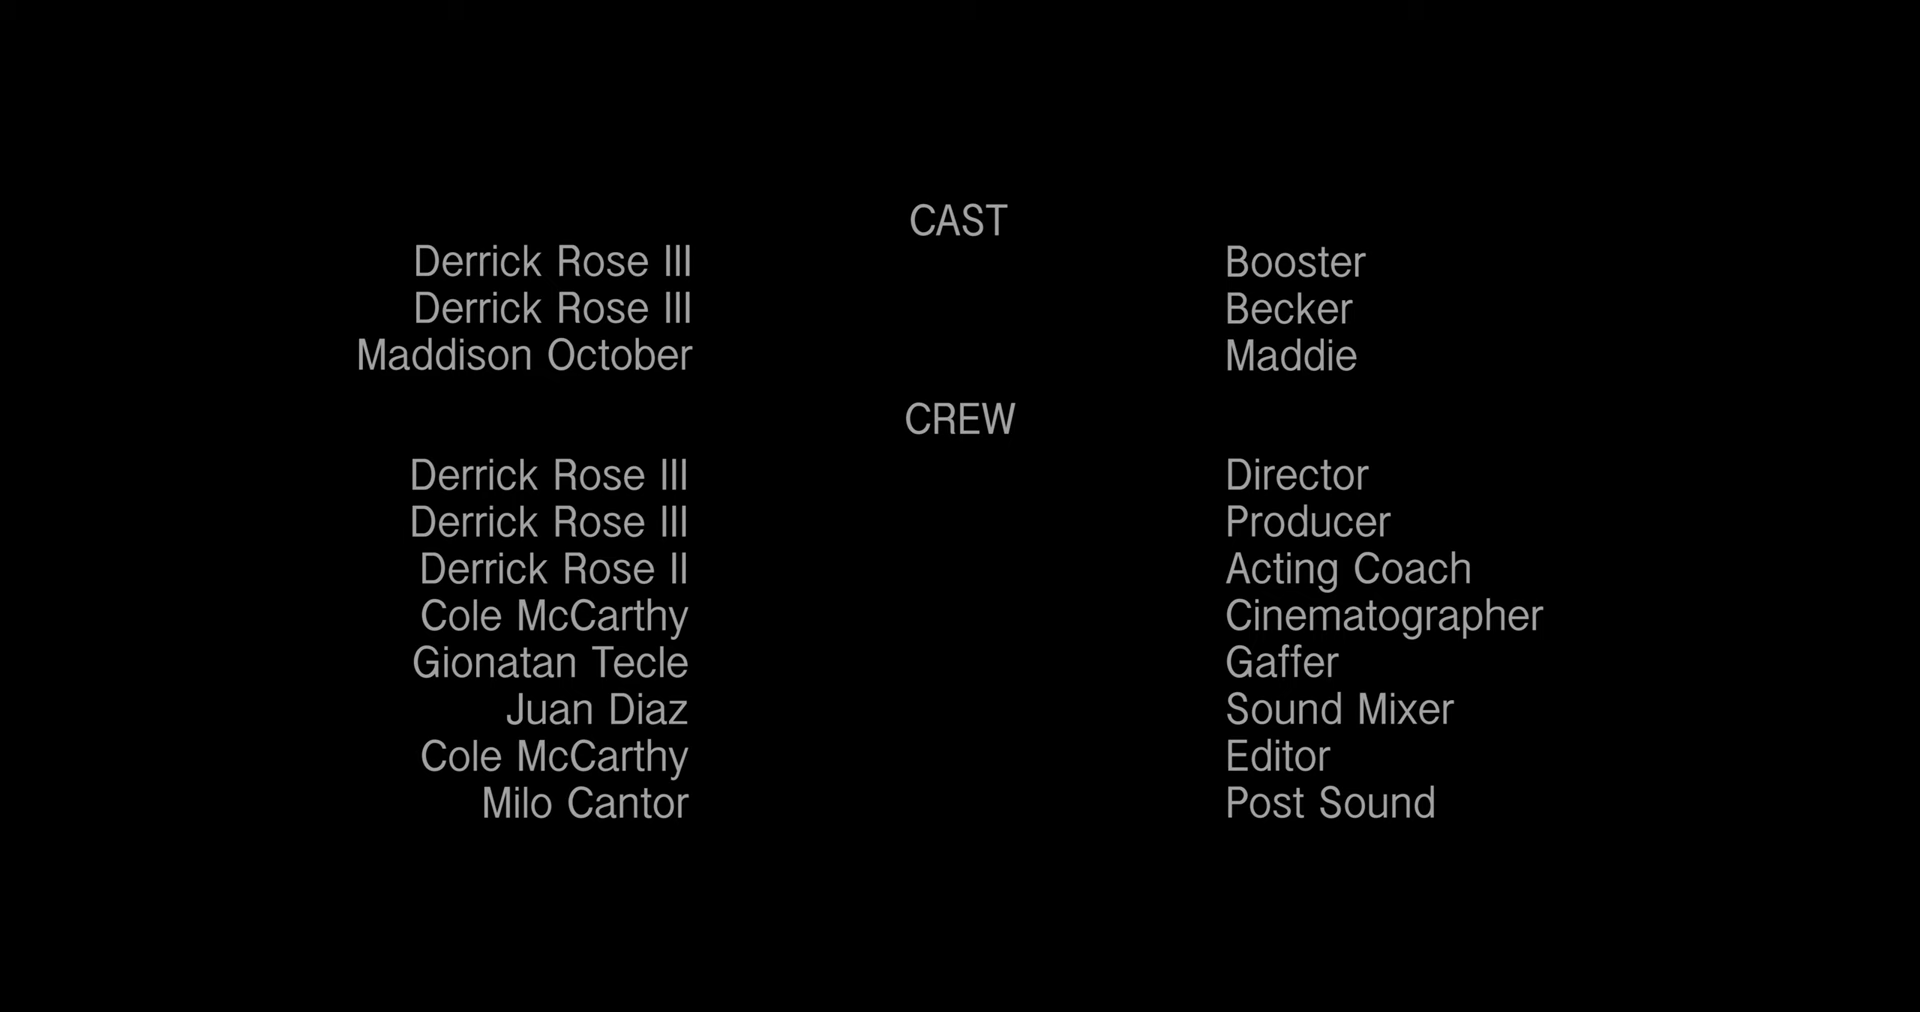 CAST
Derrick Rose III Booster
Derrick Rose III Becker
Maddison October Maddie
CREW
Derrick Rose III Director
Derrick Rose III Producer
Derrick Rose II Acting Coach
Cole McCarthy Cinematographer
Gionatan Tecle Gaffer
Juan Diaz Sound Mixer
Cole McCarthy Editor
Milo Cantor Post Sound